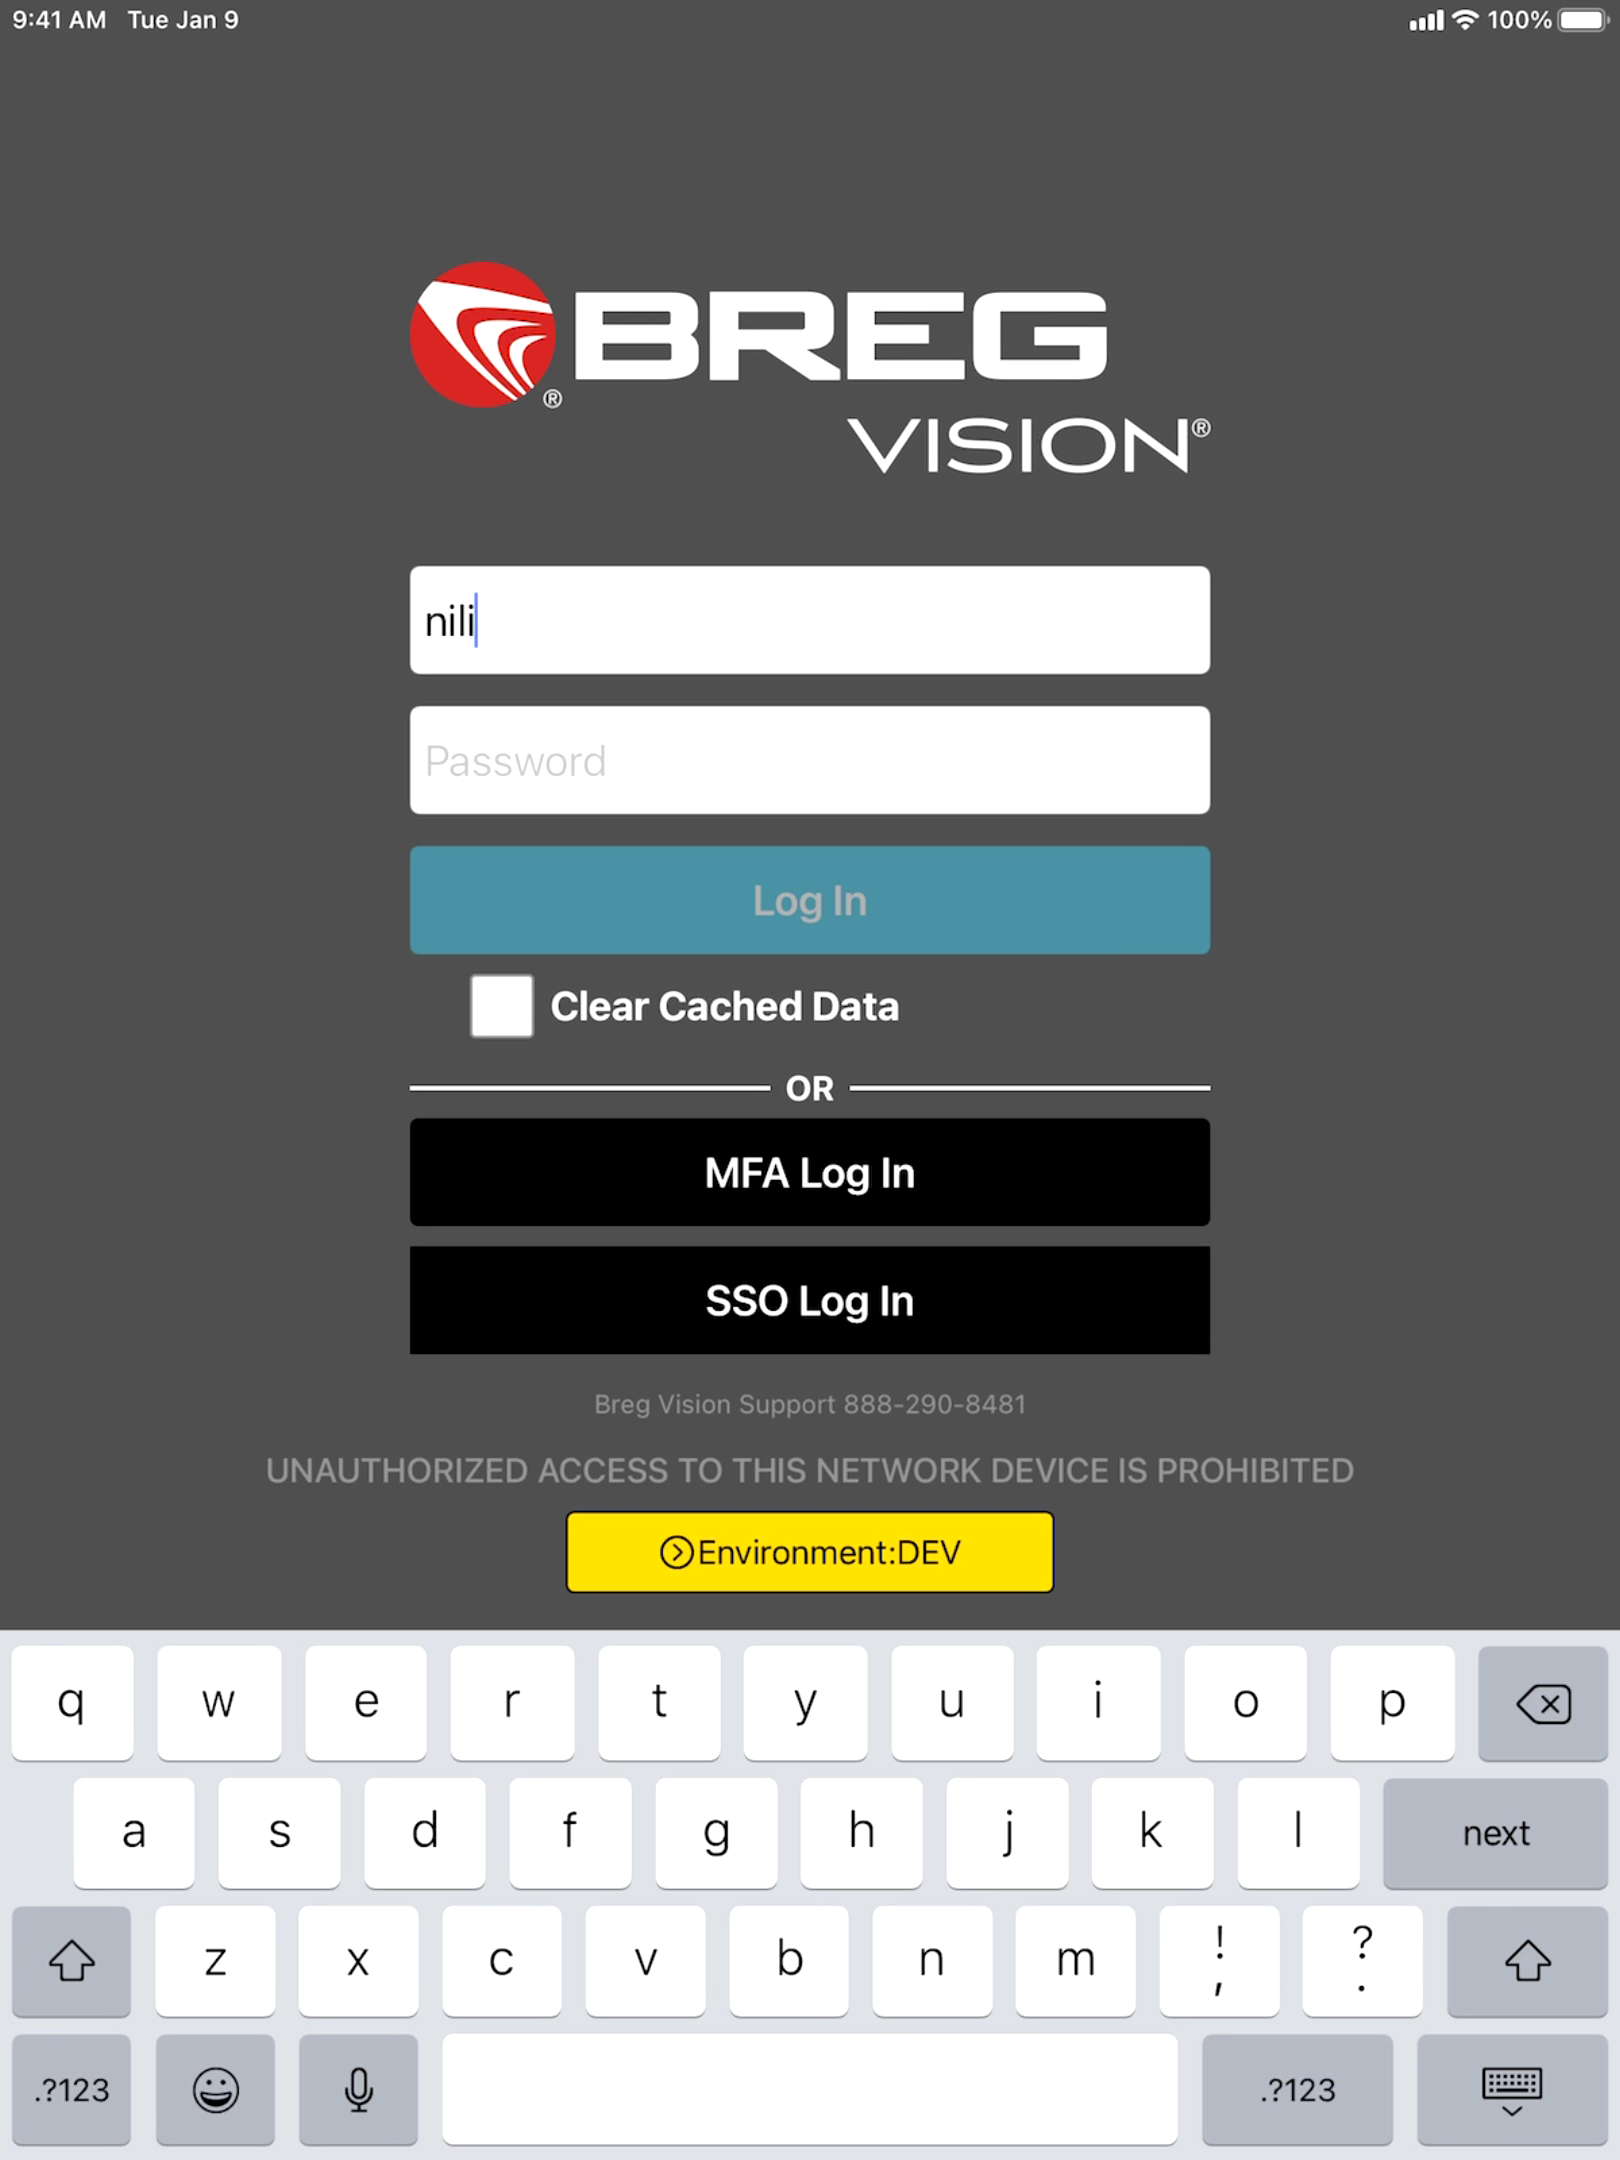 9:41 AM Tue Jan 9
100%
BREG
®
VISION®
nili
Password
Log In
Clear Cached Data
OR
MFA Log In
SSO Log In
Breg Vision Support 888-290-8481
UNAUTHORIZED ACCESS TO THIS NETWORK DEVICE IS PROHIBITED
Environment:DEV
q w e r t y u i o p
a s d f g h j k l next
z x c v b n m ! , ? .
.?123 .?123